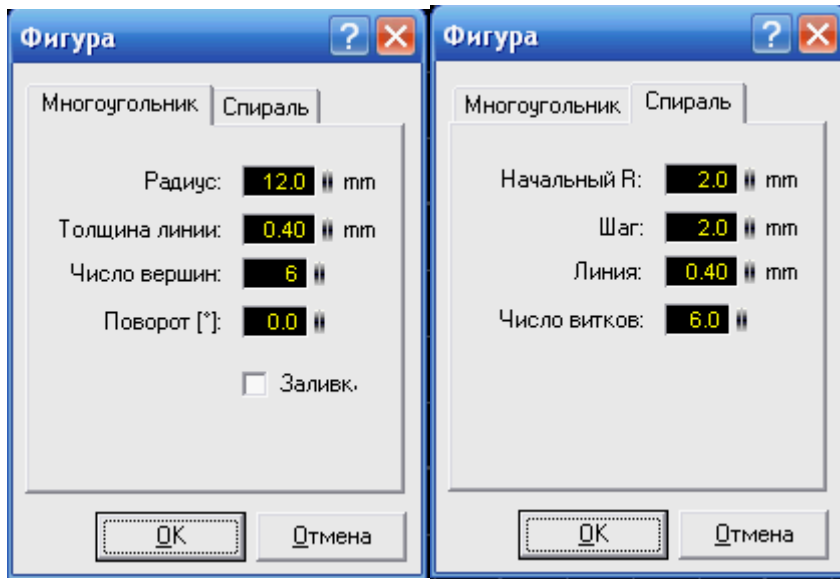 Фигура
Многоугольник Спираль
Радиус: 12.0 mm
Толщина линии: 0.40 mm
Число вершин: 6
Поворот [°]: 0.0
Заливк
OK Отмена
Фигура
Многоугольник Спираль
Начальный R: 2.0 mm
Шаг: 2.0 mm
Линия: 0.40 mm
Число витков: 6.0
OK Отмена